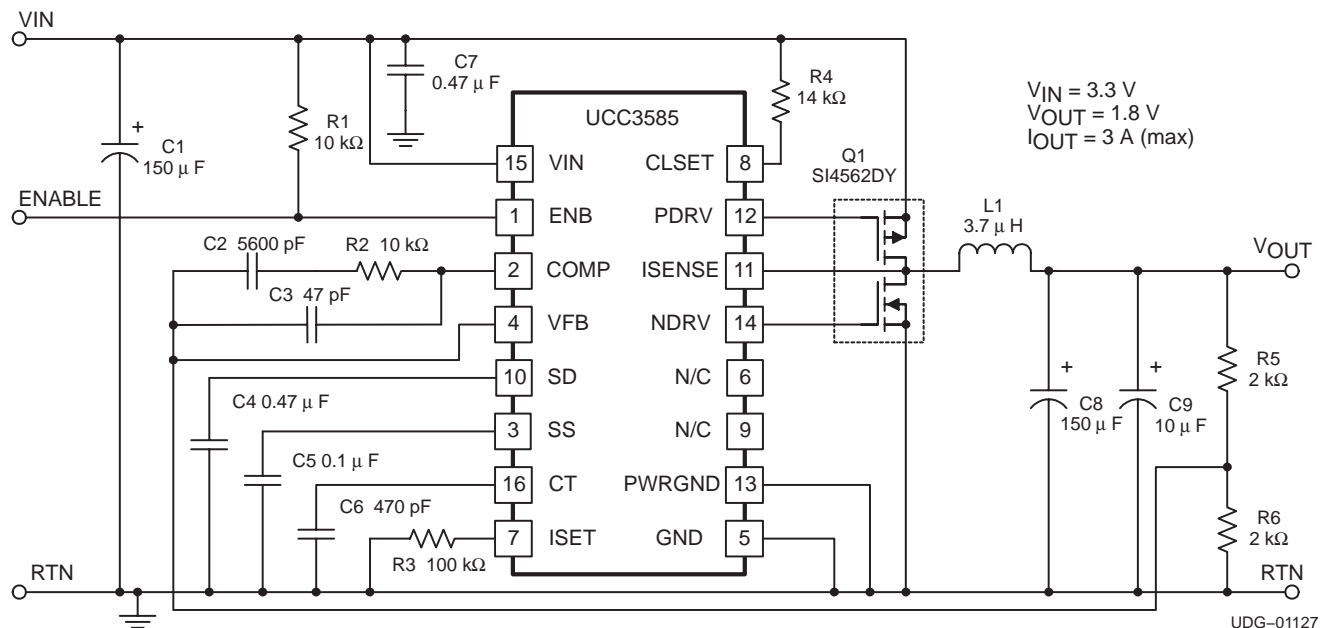 VIN
C7
0.47 μ F
R4
14 kΩ
VIN = 3.3 V
VOUT = 1.8 V
IOUT = 3 A (max)
UCC3585
R1
10 kΩ
+
C1
150 μ F
Q1
SI4562DY
15
VIN
CLSET
8
ENABLE
1
ENB
PDRV
12
L1
3.7 μ H
C2 5600 pF
R2 10 kΩ
2
COMP
ISENSE
11
VOUT
C3 47 pF
4
VFB
NDRV
14
R5
2 kΩ
10
SD
N/C
6
+
C8
150 μ F
+
C9
10 μ F
C4 0.47 μ F
3
SS
N/C
9
C5 0.1 μ F
16
CT
PWRGND
13
C6 470 pF
R6
2 kΩ
7
ISET
GND
5
R3 100 kΩ
RTN
RTN
UDG–01127